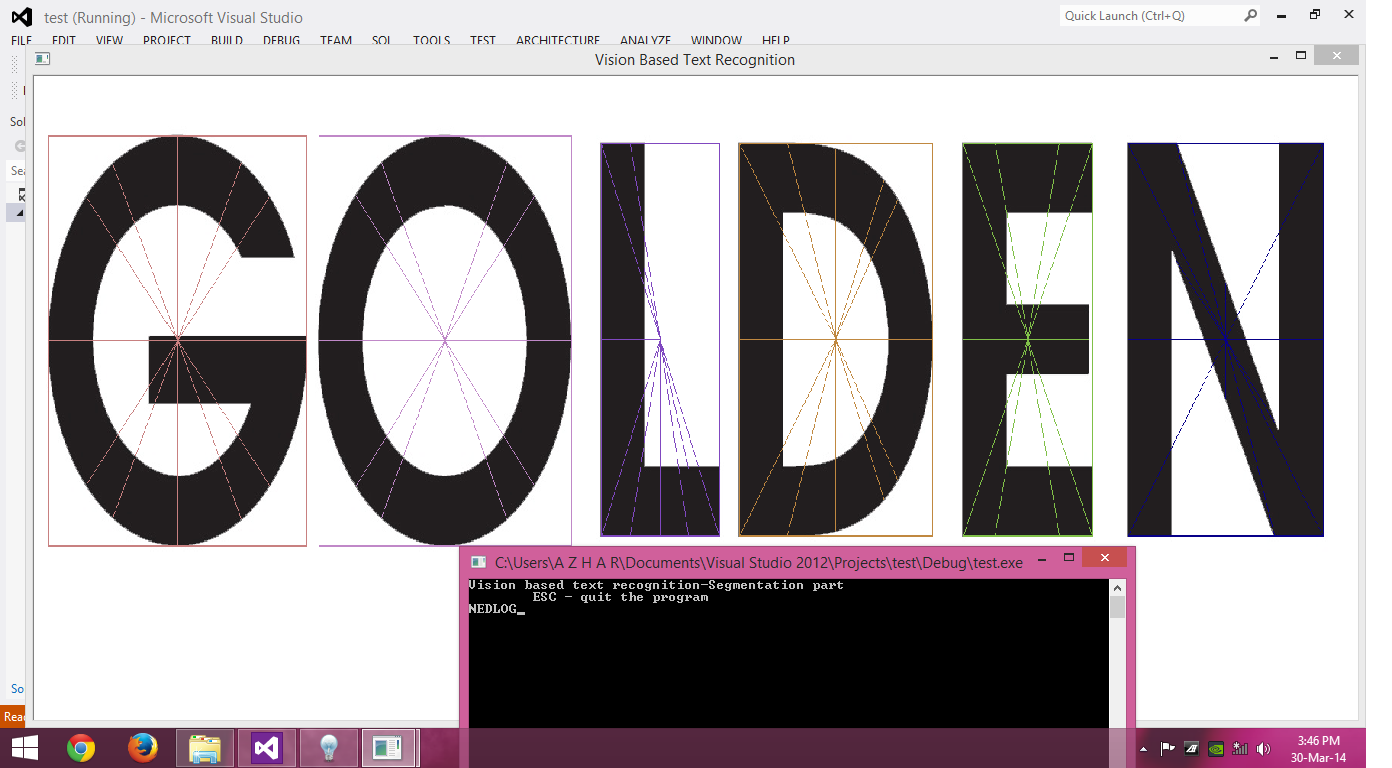 test (Running) - Microsoft Visual Studio
Quick Launch (Ctrl+Q)
FILE EDIT VIEW PROJECT BUILD DEBUG TEAM SQL TOOLS TEST ARCHITECTURE ANALYZE WINDOW HELP
Vision Based Text Recognition
Sol
Sea
GOLDEN
C:\Users\A Z H A R\Documents\Visual Studio 2012\Projects\test\Debug\test.exe
Vision based text recognition-Segmentation part
ESC - quit the program
NEDLOG_
So
Read
3:46 PM
30-Mar-14